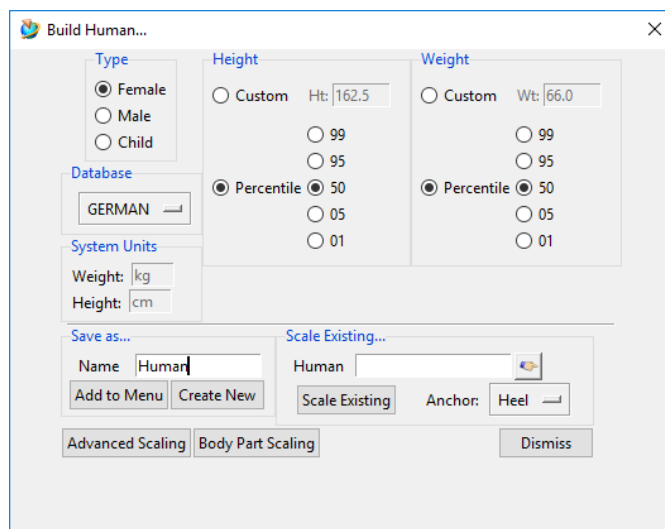 Build Human...
Type
Female
Male
Child
Height
Custom Ht: 162.5
99
95
Percentile 50
05
01
Weight
Custom Wt: 66.0
99
95
Percentile 50
05
01
Database
GERMAN
System Units
Weight: kg
Height: cm
Save as...
Name Human
Add to Menu Create New
Scale Existing...
Human
Scale Existing Anchor: Heel
Advanced Scaling Body Part Scaling Dismiss